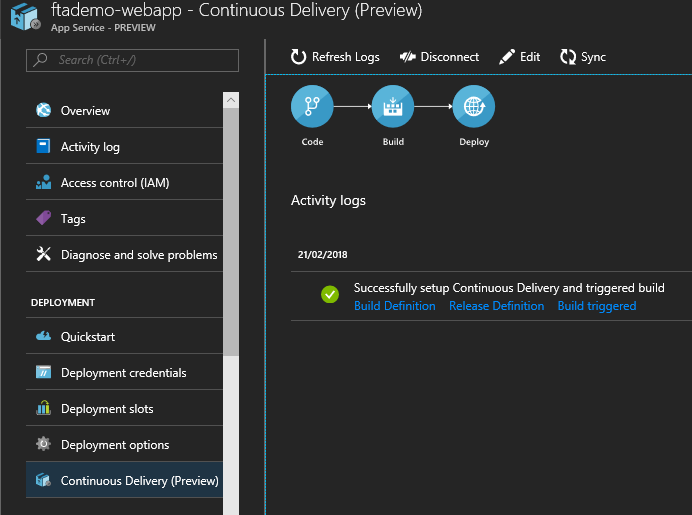 ftademo-webapp - Continuous Delivery (Preview)
App Service - PREVIEW
Search (Ctrl+/)
Overview
Activity log
Access control (IAM)
Tags
Diagnose and solve problems
DEPLOYMENT
Quickstart
Deployment credentials
Deployment slots
Deployment options
Continuous Delivery (Preview)
Refresh Logs Disconnect Edit Sync
Code Build Deploy
Activity logs
21/02/2018
Successfully setup Continuous Delivery and triggered build
Build Definition Release Definition Build triggered